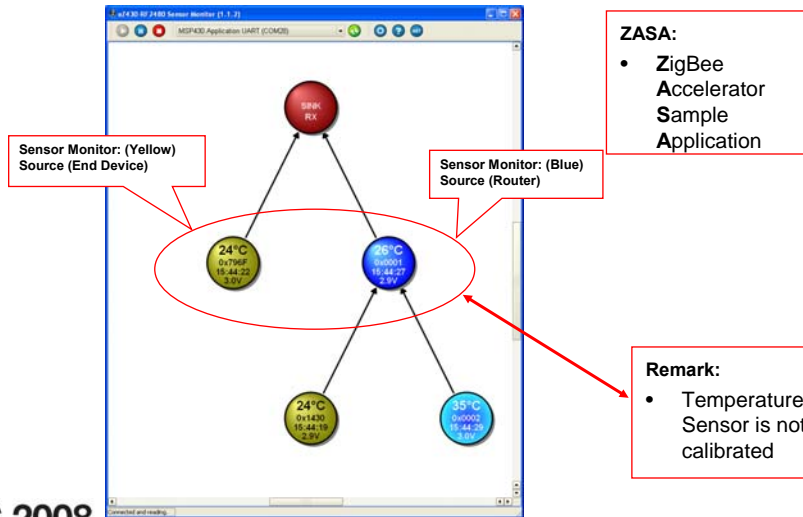 eZ430-RF2480 Sensor Monitor (1.1.2)
MSP430 Application UART (COM28)
ZASA:
• ZigBee
Accelerator
Sample
Application
SINK
RX
Sensor Monitor: (Yellow)
Source (End Device)
Sensor Monitor: (Blue)
Source (Router)
24°C
0x796F
15:44:22
3.0V
26°C
0x0001
15:44:27
2.9V
Remark:
• Temperature
Sensor is not
calibrated
24°C
0x1430
15:44:19
2.9V
35°C
0x0002
15:44:29
3.0V
2008
Connected and reading.